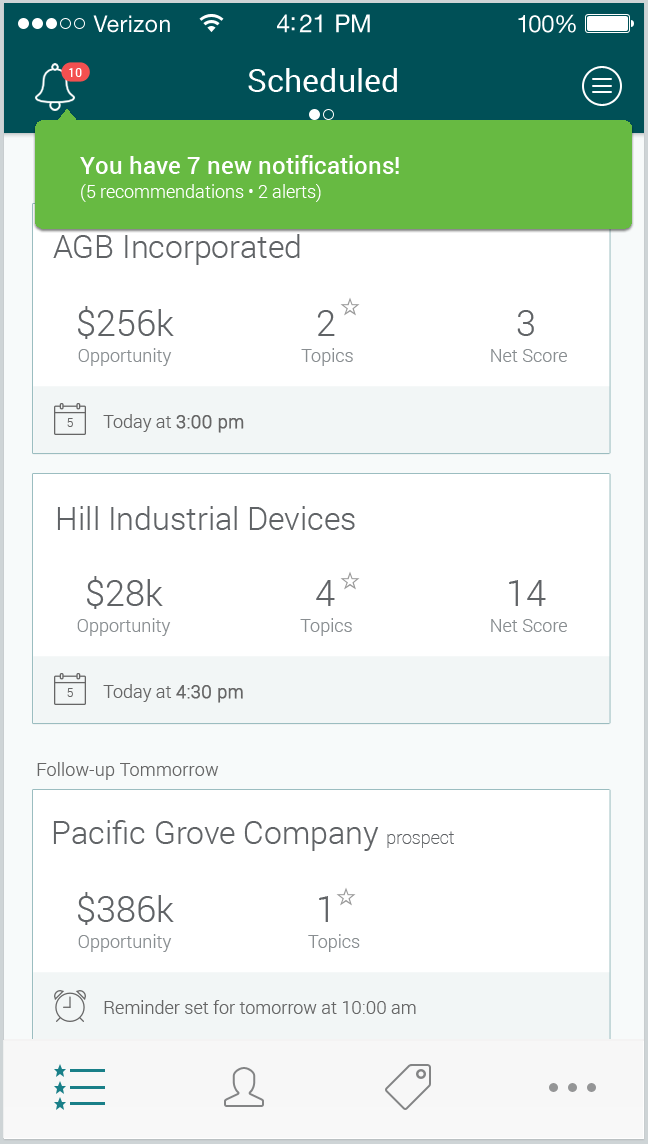 Verizon 4:21 PM 100%
10 Scheduled
You have 7 new notifications!
(5 recommendations • 2 alerts)
AGB Incorporated
$256k 2 3
Opportunity Topics Net Score
5 Today at 3:00 pm
Hill Industrial Devices
$28k 4 14
Opportunity Topics Net Score
5 Today at 4:30 pm
Follow-up Tommorrow
Pacific Grove Company prospect
$386k 1
Opportunity Topics
Reminder set for tomorrow at 10:00 am